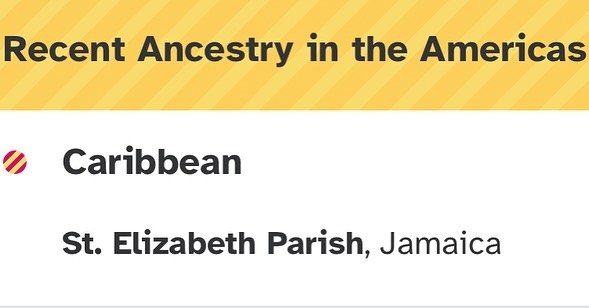 Recent Ancestry in the Americas
Caribbean
St. Elizabeth Parish, Jamaica